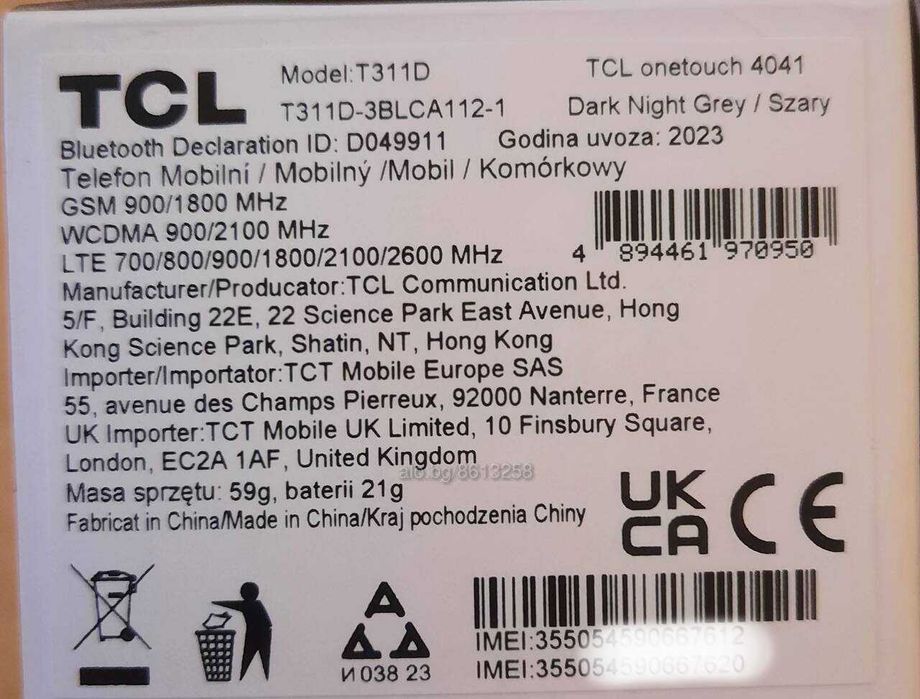 TCL
Model:T311D
TCL onetouch 4041
T311D-3BLCA112-1
Dark Night Grey / Szary
Bluetooth Declaration ID: D049911
Godina uvoza: 2023
Telefon Mobilní / Mobilný /Mobil / Komórkowy
GSM 900/1800 MHz
WCDMA 900/2100 MHz
LTE 700/800/900/1800/2100/2600 MHz
4 894461 970950
Manufacturer/Producator:TCL Communication Ltd.
5/F, Building 22E, 22 Science Park East Avenue, Hong
Kong Science Park, Shatin, NT, Hong Kong
Importer/Importator:TCT Mobile Europe SAS
55, avenue des Champs Pierreux, 92000 Nanterre, France
UK Importer:TCT Mobile UK Limited, 10 Finsbury Square,
London, EC2A 1AF, United Kingdom
alo.bg/8613258
Masa sprzętu: 59g, baterii 21g
Fabricat in China/Made in China/Kraj pochodzenia Chiny
UK
CA
CE
И 038 23
IMEI:355054590667612
IMEI:355054590667620